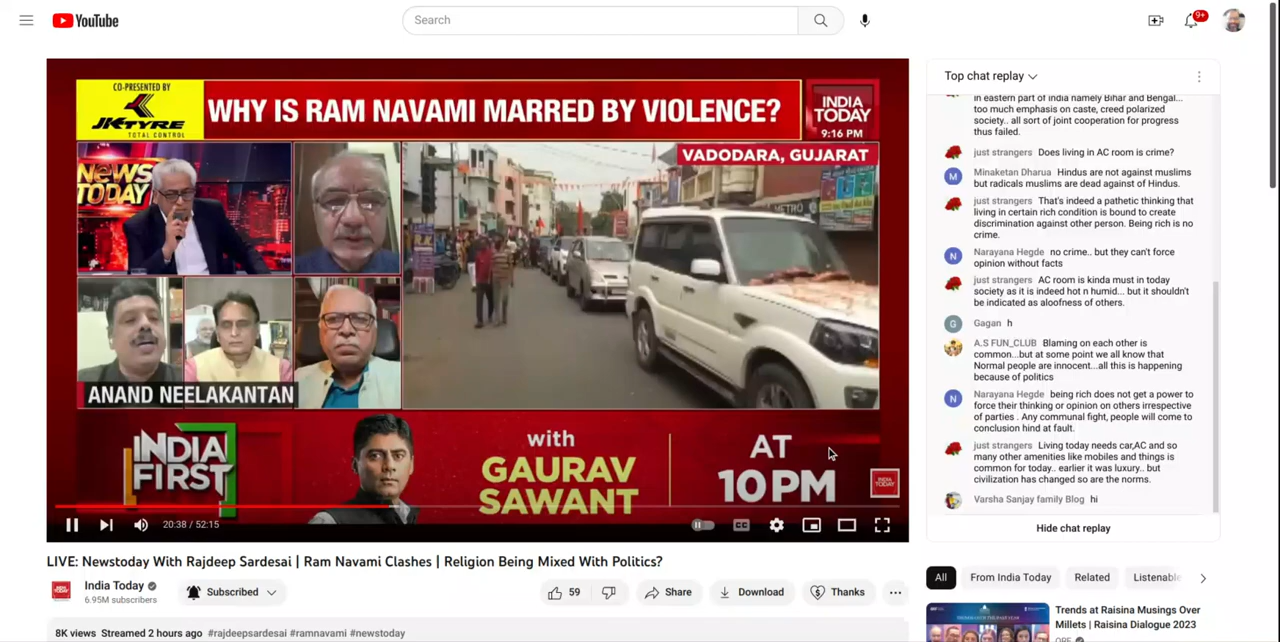 YouTube
Search
9+
CO-PRESENTED BY
JKTYRE
TOTAL CONTROL
WHY IS RAM NAVAMI MARRED BY VIOLENCE?
INDIA
TODAY
9:16 PM
NEWS
TODAY
VADODARA, GUJARAT
METRO
ANAND NEELAKANTAN
INDIA
FIRST
with
GAURAV
SAWANT
AT
10 PM
INDIA
TODAY
20:38 / 52:15
CC
LIVE: Newstoday With Rajdeep Sardesai | Ram Navami Clashes | Religion Being Mixed With Politics?
INDIA
TODAY
India Today
6.95M subscribers
Subscribed
59
Share
Download
Thanks
8K views Streamed 2 hours ago #rajdeepsardesai #ramnavami #newstoday
Top chat replay
in eastern part of india namely Bihar and Bengal...
too much emphasis on caste, creed polarized
society.. all sort of joint cooperation for progress
thus failed.
just strangers Does living in AC room is crime?
M
Minaketan Dharua Hindus are not against muslims
but radicals muslims are dead against of Hindus.
just strangers That's indeed a pathetic thinking that
living in certain rich condition is bound to create
discrimination against other person. Being rich is no
crime.
N
Narayana Hegde no crime.. but they can't force
opinion without facts
just strangers AC room is kinda must in today
society as it is indeed hot n humid... but it shouldn't
be indicated as aloofness of others.
G
Gagan h
A.S FUN_CLUB Blaming on each other is
common...but at some point we all know that
Normal people are innocent...all this is happening
because of politics
N
Narayana Hegde being rich does not get a power to
force their thinking or opinion on others irrespective
of parties . Any communal fight, people will come to
conclusion hind at fault.
just strangers Living today needs car,AC and so
many other amenities like mobiles and things is
common for today.. earlier it was luxury.. but
civilization has changed so are the norms.
Varsha Sanjay family Blog hi
Hide chat replay
All
From India Today
Related
Listenable
Trends at Raisina Musings Over
Millets | Raisina Dialogue 2023
ORF